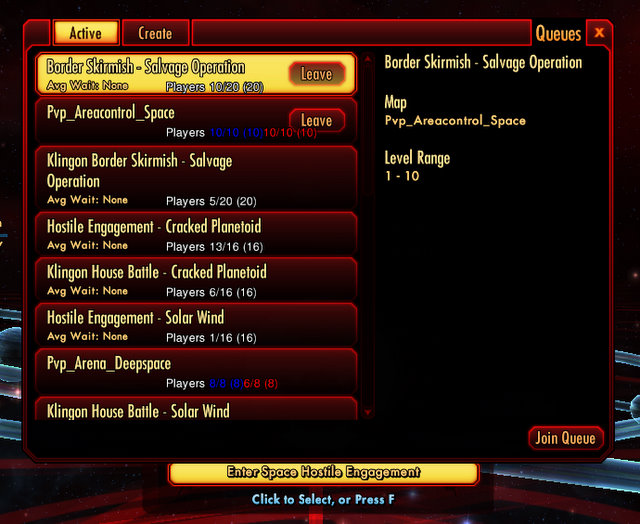 Active
Create
Queues
X
Border Skirmish - Salvage Operation
Leave
Avg Wait: None
Players 10/20 (20)
Pvp_Areacontrol_Space
Leave
Players 10/10 (10)10/10 (10)
Klingon Border Skirmish - Salvage
Operation
Avg Wait: None
Players 5/20 (20)
Hostile Engagement - Cracked Planetoid
Avg Wait: None
Players 13/16 (16)
Klingon House Battle - Cracked Planetoid
Avg Wait: None
Players 6/16 (16)
Hostile Engagement - Solar Wind
Avg Wait: None
Players 1/16 (16)
Pvp_Arena_Deepspace
Players 8/8 (8)6/8 (8)
Klingon House Battle - Solar Wind
Border Skirmish - Salvage Operation
Map
Pvp_Areacontrol_Space
Level Range
1 - 10
Join Queue
Enter Space Hostile Engagement
Click to Select, or Press F